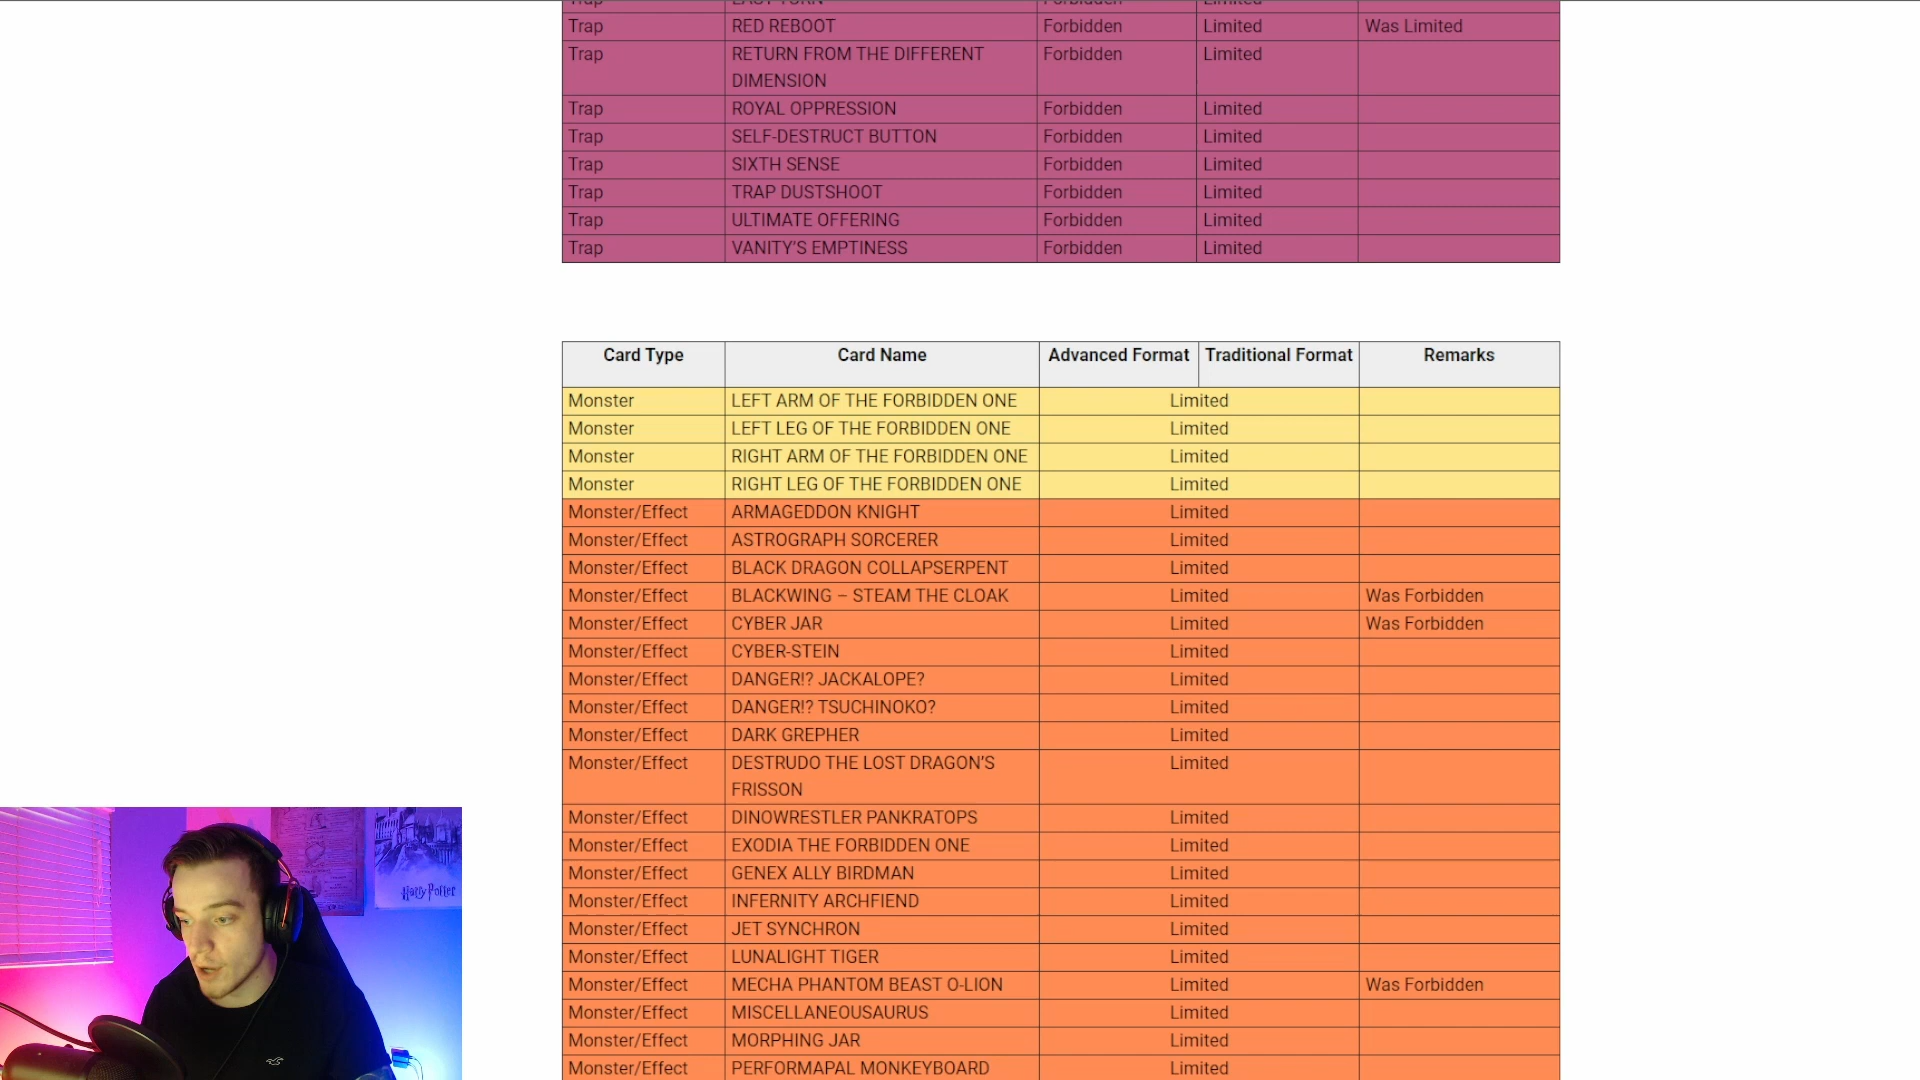 Trap LAST TURN Forbidden Limited
Trap RED REBOOT Forbidden Limited Was Limited
Trap RETURN FROM THE DIFFERENT Forbidden Limited
DIMENSION
Trap ROYAL OPPRESSION Forbidden Limited
Trap SELF-DESTRUCT BUTTON Forbidden Limited
Trap SIXTH SENSE Forbidden Limited
Trap TRAP DUSTSHOOT Forbidden Limited
Trap ULTIMATE OFFERING Forbidden Limited
Trap VANITY’S EMPTINESS Forbidden Limited
Card Type Card Name Advanced Format Traditional Format Remarks
Monster LEFT ARM OF THE FORBIDDEN ONE Limited
Monster LEFT LEG OF THE FORBIDDEN ONE Limited
Monster RIGHT ARM OF THE FORBIDDEN ONE Limited
Monster RIGHT LEG OF THE FORBIDDEN ONE Limited
Monster/Effect ARMAGEDDON KNIGHT Limited
Monster/Effect ASTROGRAPH SORCERER Limited
Monster/Effect BLACK DRAGON COLLAPSERPENT Limited
Monster/Effect BLACKWING – STEAM THE CLOAK Limited Was Forbidden
Monster/Effect CYBER JAR Limited Was Forbidden
Monster/Effect CYBER-STEIN Limited
Monster/Effect DANGER!? JACKALOPE? Limited
Monster/Effect DANGER!? TSUCHINOKO? Limited
Monster/Effect DARK GREPHER Limited
Monster/Effect DESTRUDO THE LOST DRAGON’S Limited
FRISSON
Monster/Effect DINOWRESTLER PANKRATOPS Limited
Monster/Effect EXODIA THE FORBIDDEN ONE Limited
Monster/Effect GENEX ALLY BIRDMAN Limited
Monster/Effect INFERNITY ARCHFIEND Limited
Monster/Effect JET SYNCHRON Limited
Monster/Effect LUNALIGHT TIGER Limited
Monster/Effect MECHA PHANTOM BEAST O-LION Limited Was Forbidden
Monster/Effect MISCELLANEOUSAURUS Limited
Monster/Effect MORPHING JAR Limited
Monster/Effect PERFORMAPAL MONKEYBOARD Limited
Harry Potter